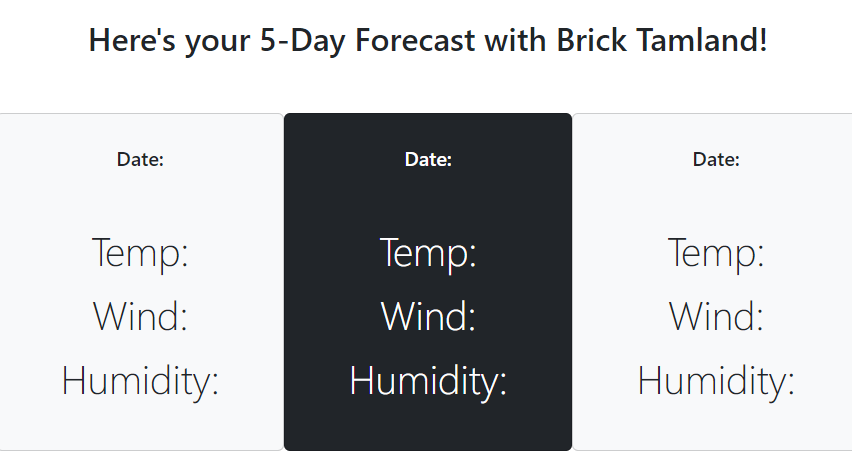 Here's your 5-Day Forecast with Brick Tamland!
Date:
Temp:
Wind:
Humidity:
Date:
Temp:
Wind:
Humidity:
Date:
Temp:
Wind:
Humidity: